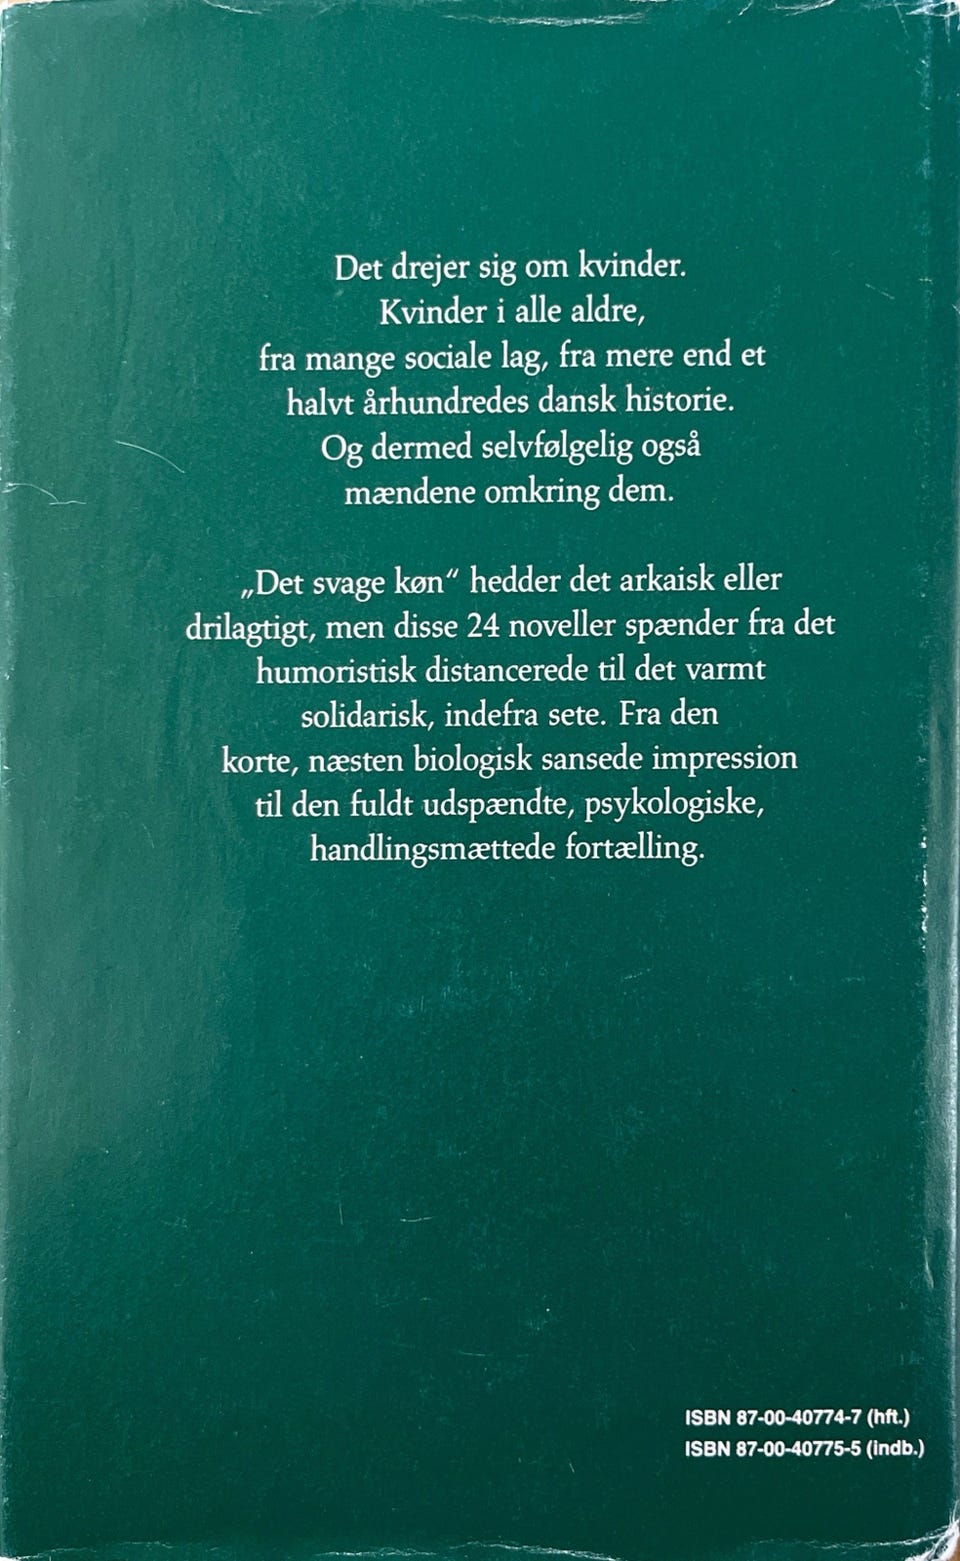 Det drejer sig om kvinder.
Kvinder i alle aldre,
fra mange sociale lag, fra mere end et
halvt århundredes dansk historie.
Og dermed selvfølgelig også
mændene omkring dem.
„Det svage køn“ hedder det arkaisk eller
drilagtigt, men disse 24 noveller spænder fra det
humoristisk distancerede til det varmt
solidarisk, indefra sete. Fra den
korte, næsten biologisk sansede impression
til den fuldt udspændte, psykologiske,
handlingsmættede fortælling.
ISBN 87-00-40774-7 (hft.)
ISBN 87-00-40775-5 (indb.)